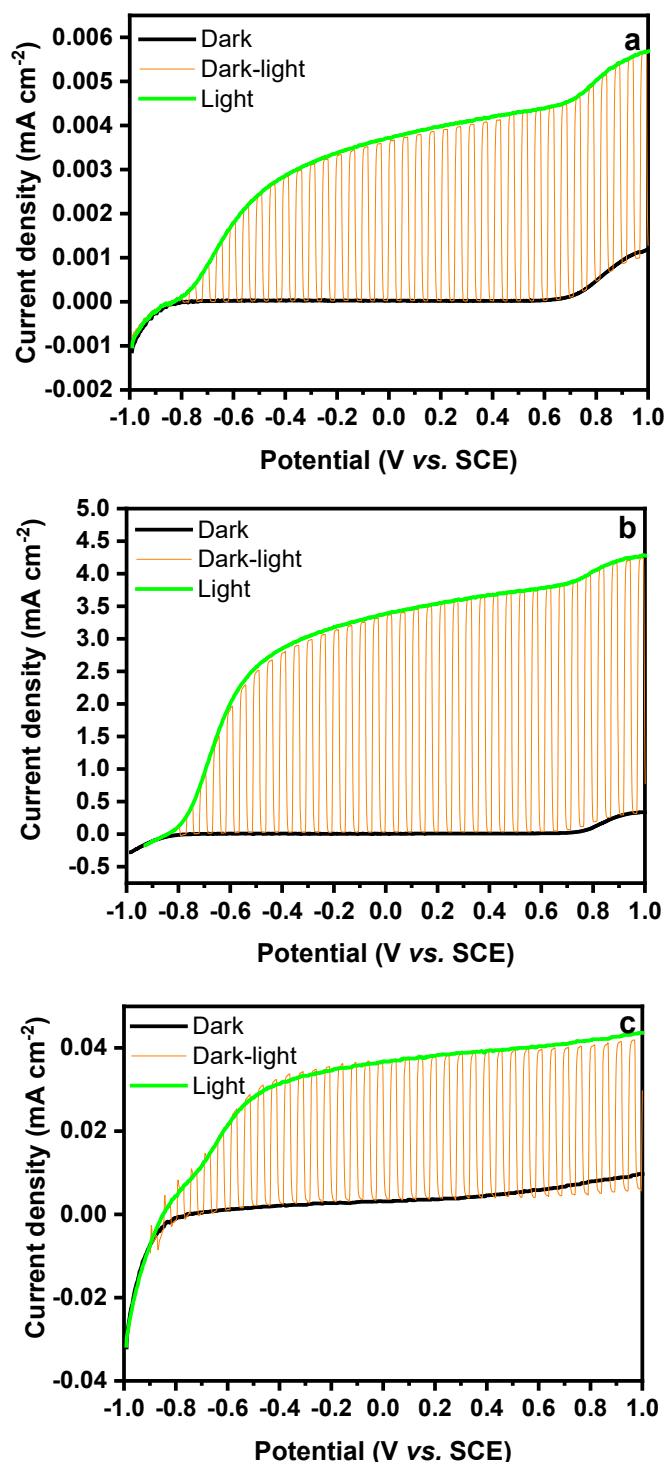 a
Dark
Dark-light
Light
0.006
0.005
0.004
0.003
0.002
0.001
0.000
-0.001
-0.002
Current density (mA cm-2)
-1.0 -0.8 -0.6 -0.4 -0.2 0.0 0.2 0.4 0.6 0.8 1.0
Potential (V vs. SCE)
b
Dark
Dark-light
Light
5.0
4.5
4.0
3.5
3.0
2.5
2.0
1.5
1.0
0.5
0.0
-0.5
Current density (mA cm-2)
-1.0 -0.8 -0.6 -0.4 -0.2 0.0 0.2 0.4 0.6 0.8 1.0
Potential (V vs. SCE)
c
Dark
Dark-light
Light
0.04
0.02
0.00
-0.02
-0.04
Current density (mA cm-2)
-1.0 -0.8 -0.6 -0.4 -0.2 0.0 0.2 0.4 0.6 0.8 1.0
Potential (V vs. SCE)